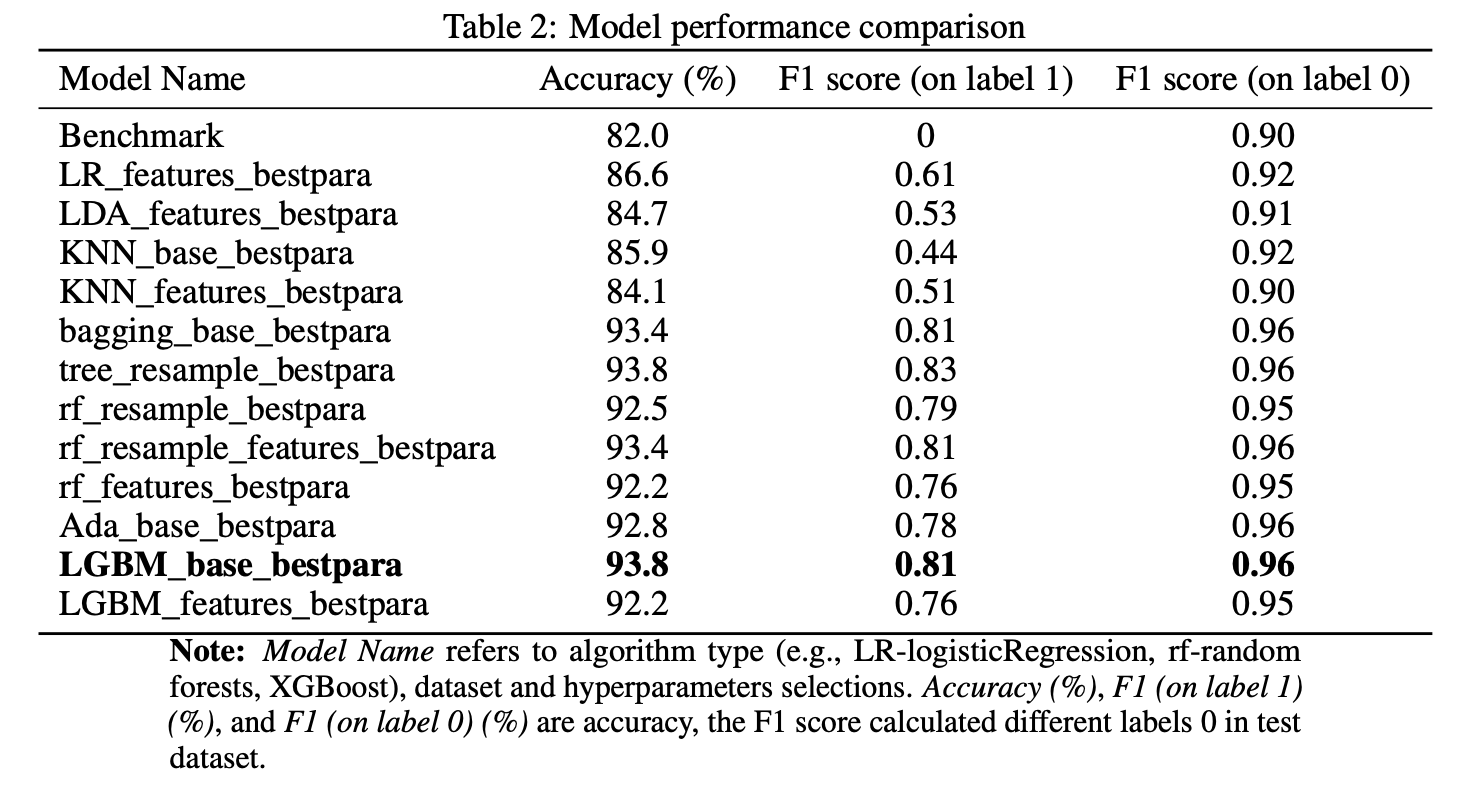 Table 2: Model performance comparison
Model Name Accuracy (%) F1 score (on label 1) F1 score (on label 0)
Benchmark 82.0 0 0.90
LR_features_bestpara 86.6 0.61 0.92
LDA_features_bestpara 84.7 0.53 0.91
KNN_base_bestpara 85.9 0.44 0.92
KNN_features_bestpara 84.1 0.51 0.90
bagging_base_bestpara 93.4 0.81 0.96
tree_resample_bestpara 93.8 0.83 0.96
rf_resample_bestpara 92.5 0.79 0.95
rf_resample_features_bestpara 93.4 0.81 0.96
rf_features_bestpara 92.2 0.76 0.95
Ada_base_bestpara 92.8 0.78 0.96
LGBM_base_bestpara 93.8 0.81 0.96
LGBM_features_bestpara 92.2 0.76 0.95
Note: Model Name refers to algorithm type (e.g., LR-logisticRegression, rf-random
forests, XGBoost), dataset and hyperparameters selections. Accuracy (%), F1 (on label 1)
(%), and F1 (on label 0) (%) are accuracy, the F1 score calculated different labels 0 in test
dataset.